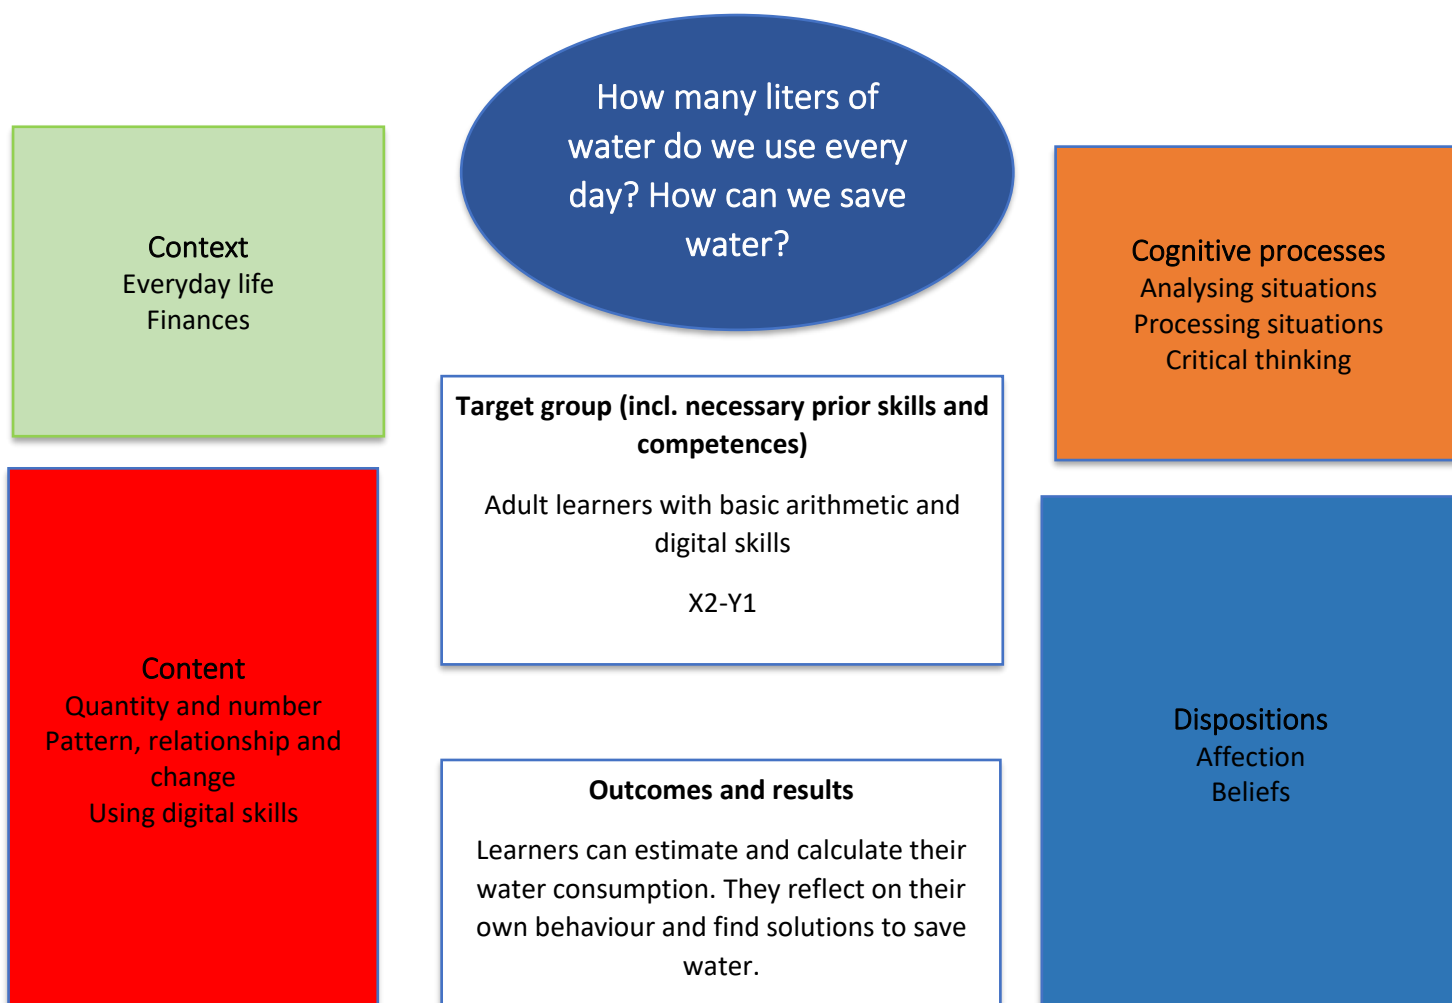 How many liters of
water do we use every
day? How can we save
water?
Context
Everyday life
Finances
Cognitive processes
Analysing situations
Processing situations
Critical thinking
Target group (incl. necessary prior skills and
competences)
Adult learners with basic arithmetic and
digital skills
X2-Y1
Content
Quantity and number
Pattern, relationship and
change
Using digital skills
Dispositions
Affection
Beliefs
Outcomes and results
Learners can estimate and calculate their
water consumption. They reflect on their
own behaviour and find solutions to save
water.